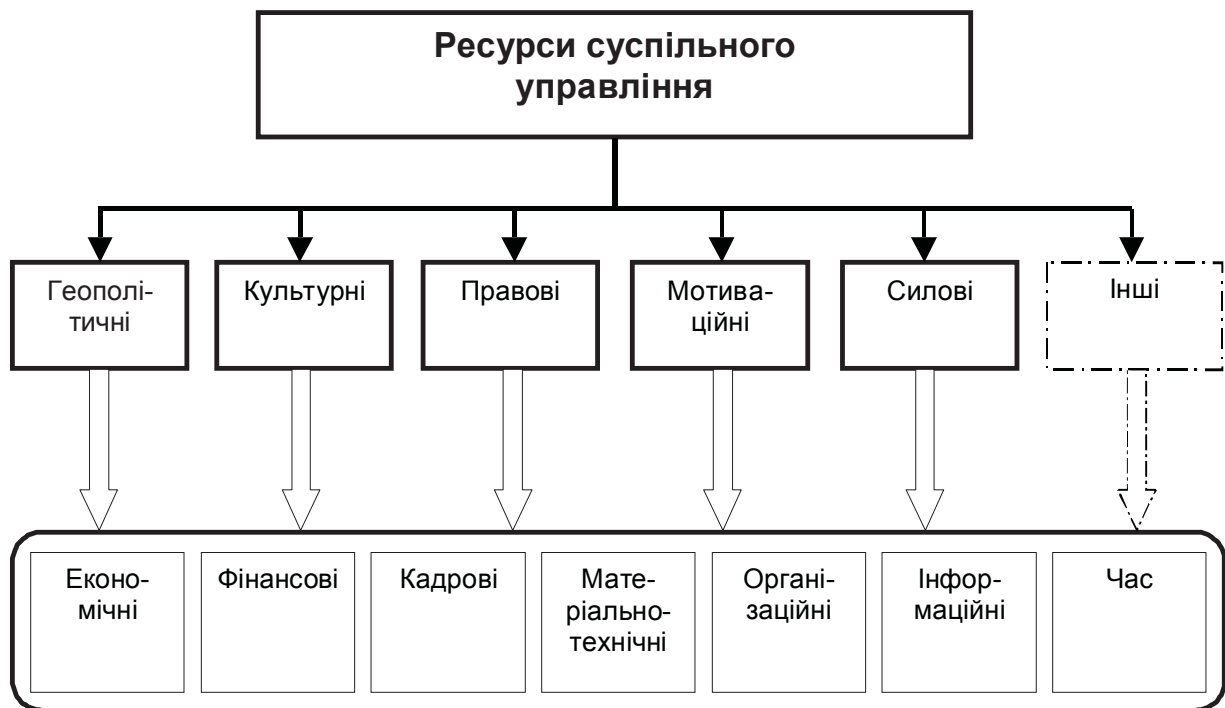 Ресурси суспільного
управління
Геополі-
тичні
Культурні
Правові
Мотива-
ційні
Силові
Інші
Еконо-
мічні
Фінансові
Кадрові
Мате-
ріально-
технічні
Органі-
заційні
Інфор-
маційні
Час